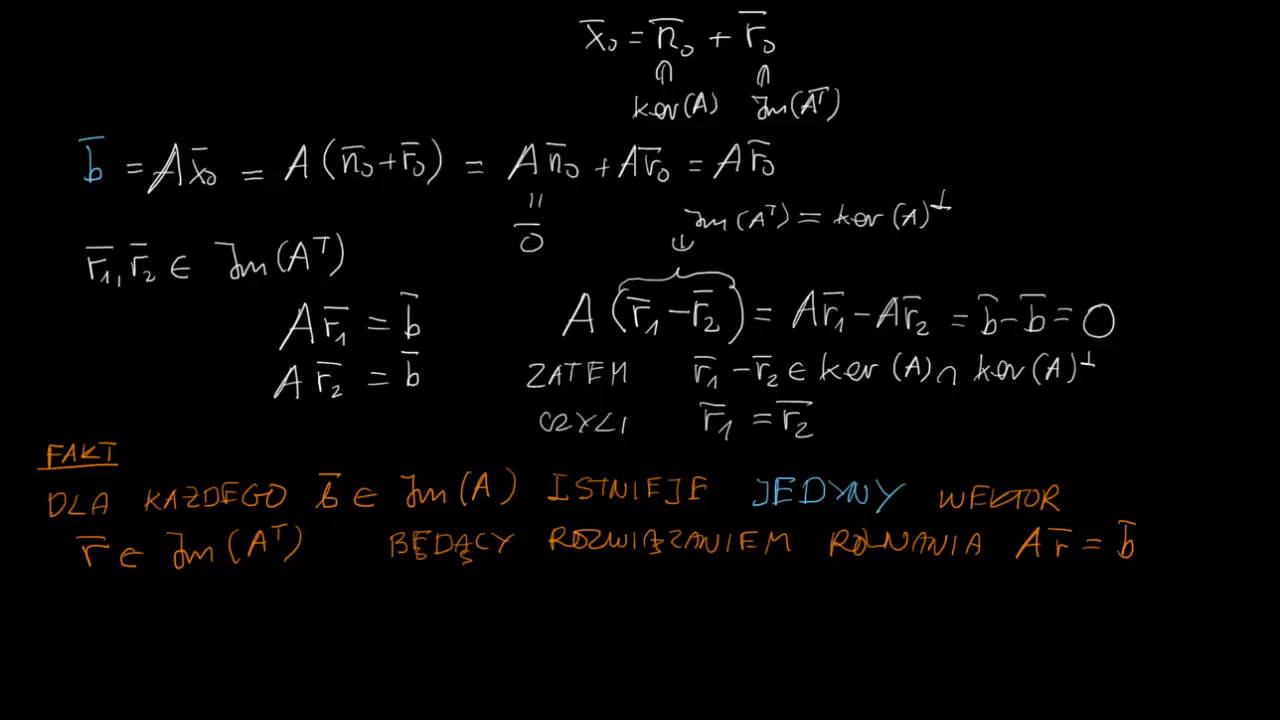 x̄₀ = n̄₀ + r̄₀
ker(A) Im(Aᵀ)
b̄ = Ax̄₀ = A(n̄₀+r̄₀) = An̄₀ + Ar̄₀ = Ar̄₀
=
0̄
Im(Aᵀ) = ker(A)^⊥
r̄₁, r̄₂ ∈ Im(Aᵀ)
Ar̄₁ = b̄ A(r̄₁ - r̄₂) = Ar̄₁ - Ar̄₂ = b̄ - b̄ = 0
Ar̄₂ = b̄ ZATEM r̄₁ - r̄₂ ∈ ker(A) ∩ ker(A)^⊥
CZYLI r̄₁ = r̄₂
FAKT
DLA KAZDEGO b̄ ∈ Im(A) ISTNIEJE JEDYNY WEKTOR
r̄ ∈ Im(Aᵀ) BĘDĄCY ROZWIĄZANIEM RÓWNANIA Ar̄ = b̄